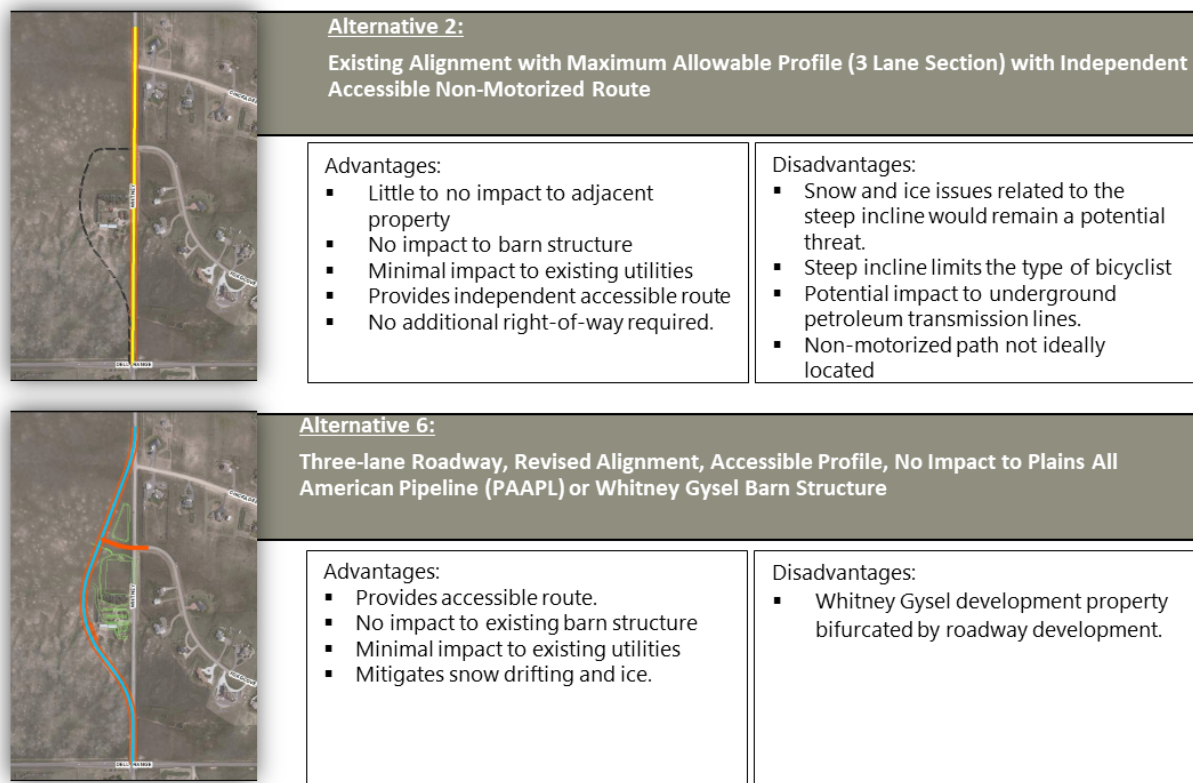 Alternative 2:
Existing Alignment with Maximum Allowable Profile (3 Lane Section) with Independent
Accessible Non-Motorized Route
WHITNEY
Advantages:
▪ Little to no impact to adjacent
property
▪ No impact to barn structure
▪ Minimal impact to existing utilities
▪ Provides independent accessible route
▪ No additional right-of-way required.
Disadvantages:
▪ Snow and ice issues related to the
steep incline would remain a potential
threat.
▪ Steep incline limits the type of bicyclist
▪ Potential impact to underground
petroleum transmission lines.
▪ Non-motorized path not ideally
located
Alternative 6:
Three-lane Roadway, Revised Alignment, Accessible Profile, No Impact to Plains All
American Pipeline (PAAPL) or Whitney Gysel Barn Structure
WHITNEY
Advantages:
▪ Provides accessible route.
▪ No impact to existing barn structure
▪ Minimal impact to existing utilities
▪ Mitigates snow drifting and ice.
Disadvantages:
▪ Whitney Gysel development property
bifurcated by roadway development.